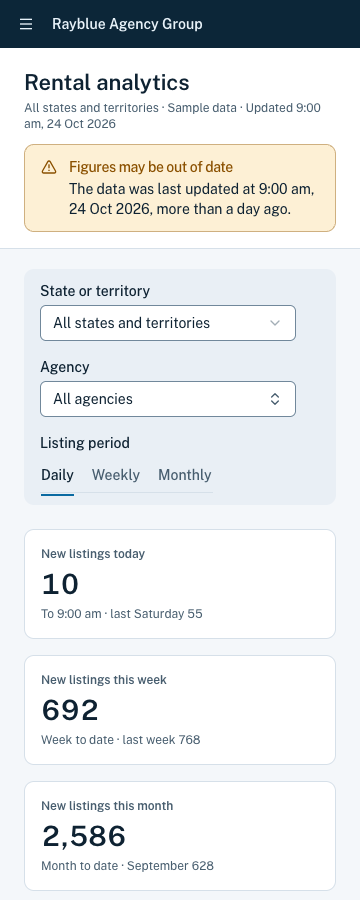 Rayblue Agency Group
Rental analytics
All states and territories · Sample data · Updated 9:00
am, 24 Oct 2026
Figures may be out of date
The data was last updated at 9:00 am,
24 Oct 2026, more than a day ago.
State or territory
All states and territories
Agency
All agencies
Listing period
Daily Weekly Monthly
New listings today
10
To 9:00 am · last Saturday 55
New listings this week
692
Week to date · last week 768
New listings this month
2,586
Month to date · September 628